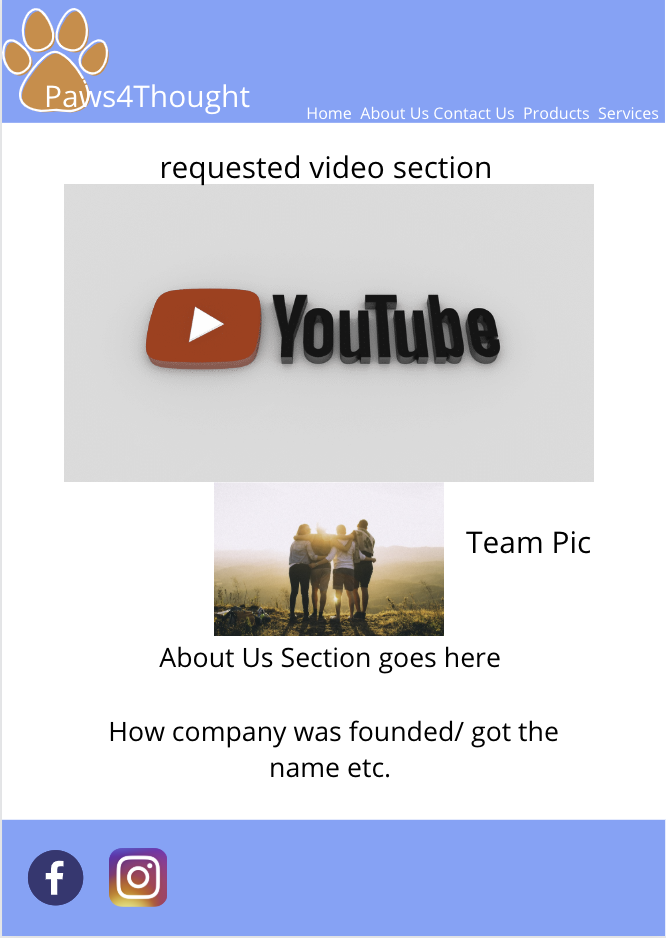 Paws4Thought
Home About Us Contact Us Products Services
requested video section
YouTube
Team Pic
About Us Section goes here
How company was founded/ got the
name etc.